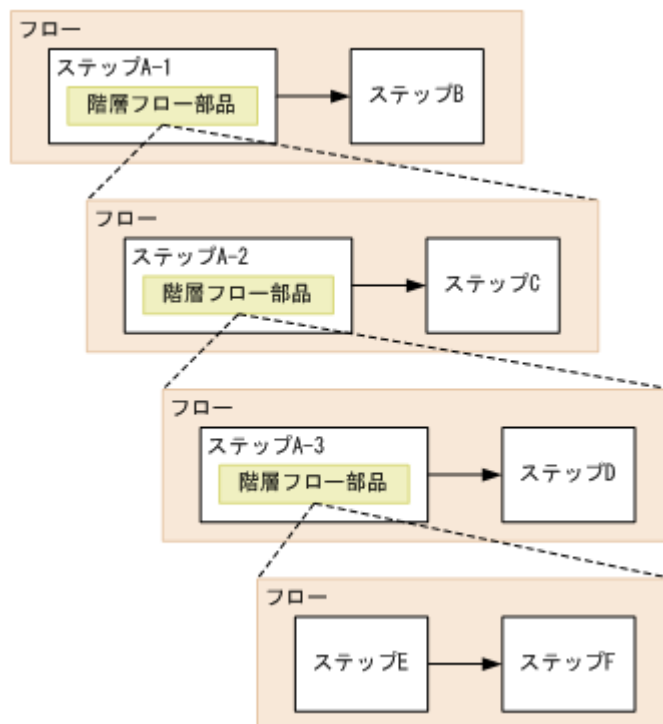 フロー
ステップA-1
階層フロー部品
ステップB
フロー
ステップA-2
階層フロー部品
ステップC
フロー
ステップA-3
階層フロー部品
ステップD
フロー
ステップE
ステップF